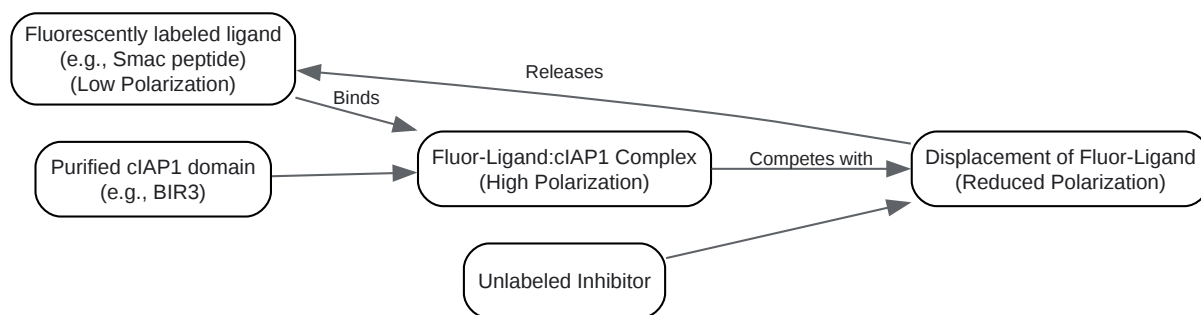 Fluorescently labeled ligand
(e.g., Smac peptide)
(Low Polarization)
Releases
Binds
Purified cIAP1 domain
(e.g., BIR3)
Fluor-Ligand:cIAP1 Complex
(High Polarization)
Competes with
Displacement of Fluor-Ligand
(Reduced Polarization)
Unlabeled Inhibitor